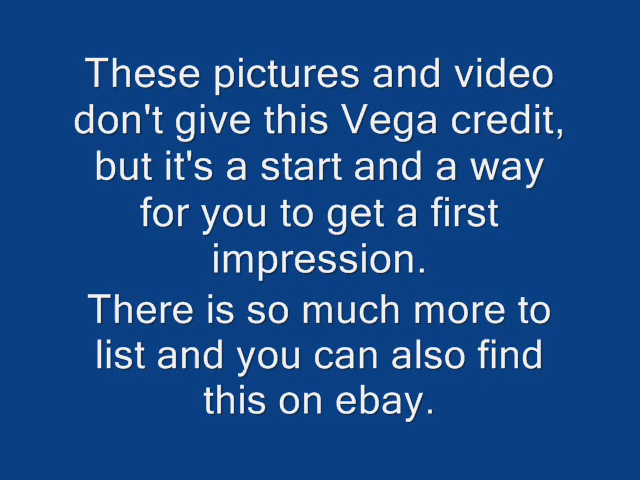 These pictures and video
don't give this Vega credit,
but it's a start and a way
for you to get a first
impression.
There is so much more to
list and you can also find
this on ebay.